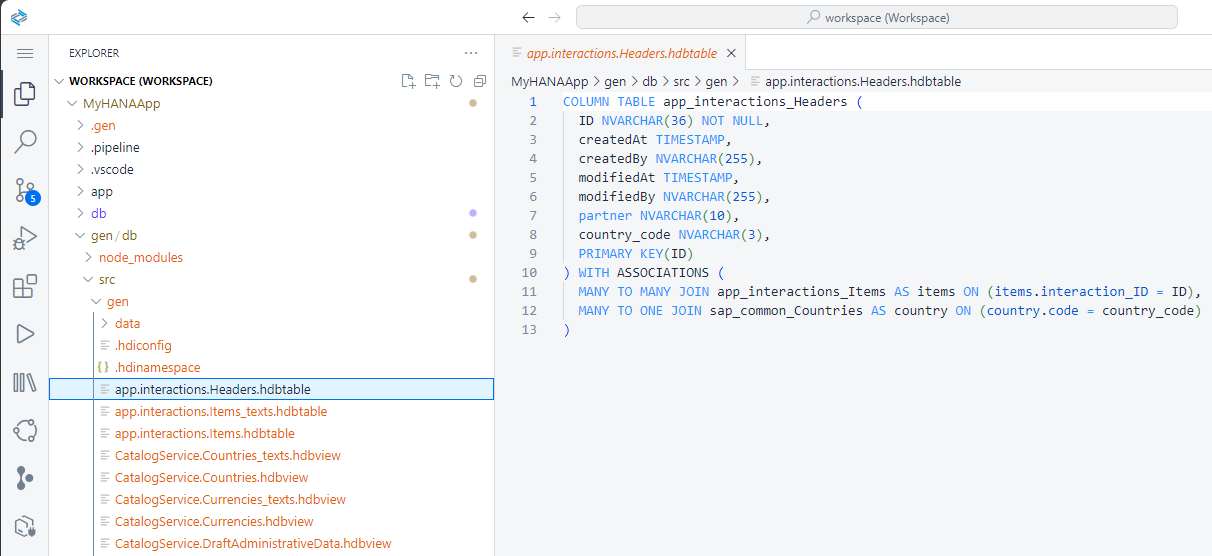 workspace (Workspace)
EXPLORER
WORKSPACE (WORKSPACE)
MyHANAApp
.gen
.pipeline
.vscode
app
db
gen / db
node_modules
src
gen
data
.hdiconfig
{} .hdinamespace
app.interactions.Headers.hdbtable
app.interactions.Items_texts.hdbtable
app.interactions.Items.hdbtable
CatalogService.Countries_texts.hdbview
CatalogService.Countries.hdbview
CatalogService.Currencies_texts.hdbview
CatalogService.Currencies.hdbview
CatalogService.DraftAdministrativeData.hdbview
5
app.interactions.Headers.hdbtable
MyHANAApp > gen > db > src > gen > app.interactions.Headers.hdbtable
1 COLUMN TABLE app_interactions_Headers (
2 ID NVARCHAR(36) NOT NULL,
3 createdAt TIMESTAMP,
4 createdBy NVARCHAR(255),
5 modifiedAt TIMESTAMP,
6 modifiedBy NVARCHAR(255),
7 partner NVARCHAR(10),
8 country_code NVARCHAR(3),
9 PRIMARY KEY(ID)
10 ) WITH ASSOCIATIONS (
11 MANY TO MANY JOIN app_interactions_Items AS items ON (items.interaction_ID = ID),
12 MANY TO ONE JOIN sap_common_Countries AS country ON (country.code = country_code)
13 )